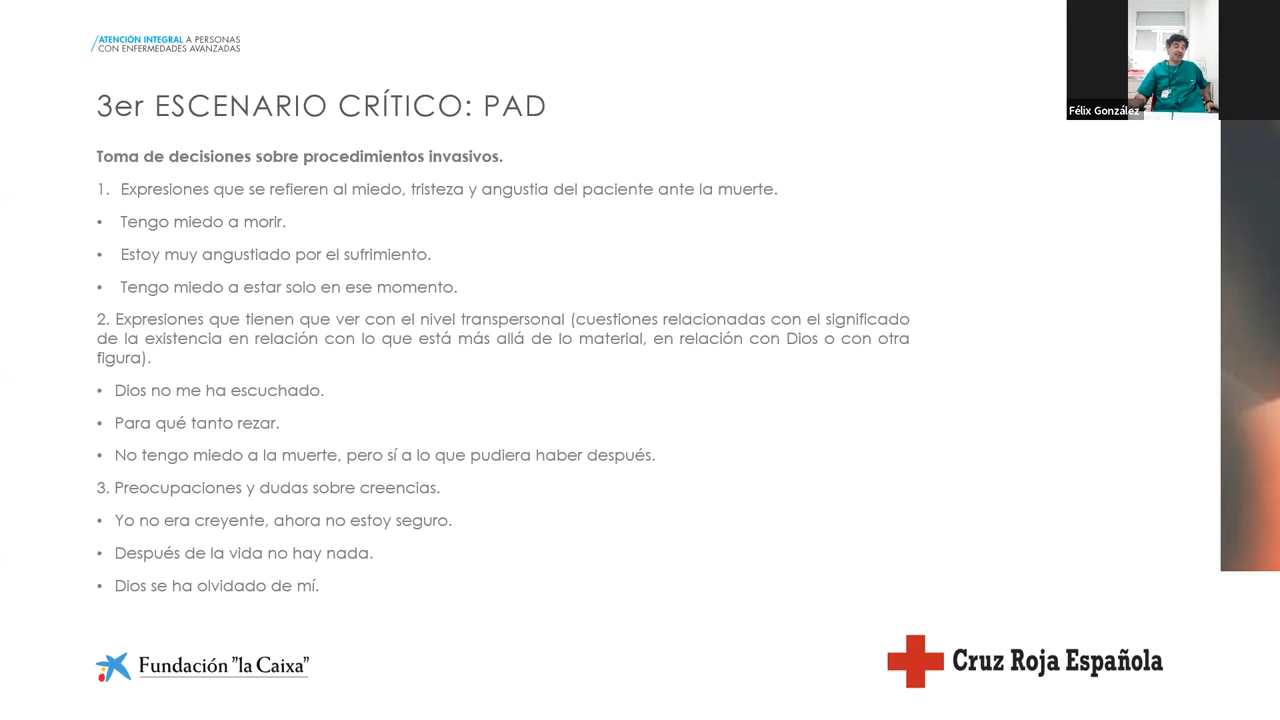 /ATENCIÓN INTEGRAL A PERSONAS
CON ENFERMEDADES AVANZADAS
Félix González
3er ESCENARIO CRÍTICO: PAD
Toma de decisiones sobre procedimientos invasivos.
1. Expresiones que se refieren al miedo, tristeza y angustia del paciente ante la muerte.
• Tengo miedo a morir.
• Estoy muy angustiado por el sufrimiento.
• Tengo miedo a estar solo en ese momento.
2. Expresiones que tienen que ver con el nivel transpersonal (cuestiones relacionadas con el significado
de la existencia en relación con lo que está más allá de lo material, en relación con Dios o con otra
figura).
• Dios no me ha escuchado.
• Para qué tanto rezar.
• No tengo miedo a la muerte, pero sí a lo que pudiera haber después.
3. Preocupaciones y dudas sobre creencias.
• Yo no era creyente, ahora no estoy seguro.
• Después de la vida no hay nada.
• Dios se ha olvidado de mí.
Fundación "la Caixa"
Cruz Roja Española